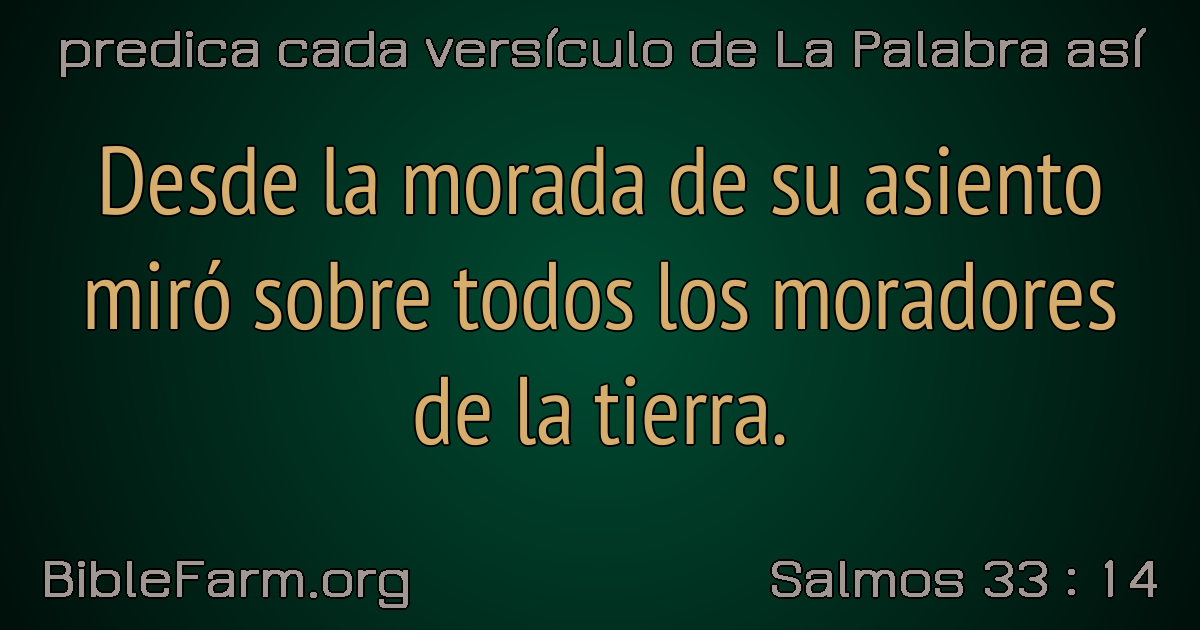 predica cada versículo de La Palabra así
Desde la morada de su asiento
miró sobre todos los moradores
de la tierra.
BibleFarm.org
Salmos 33 : 14